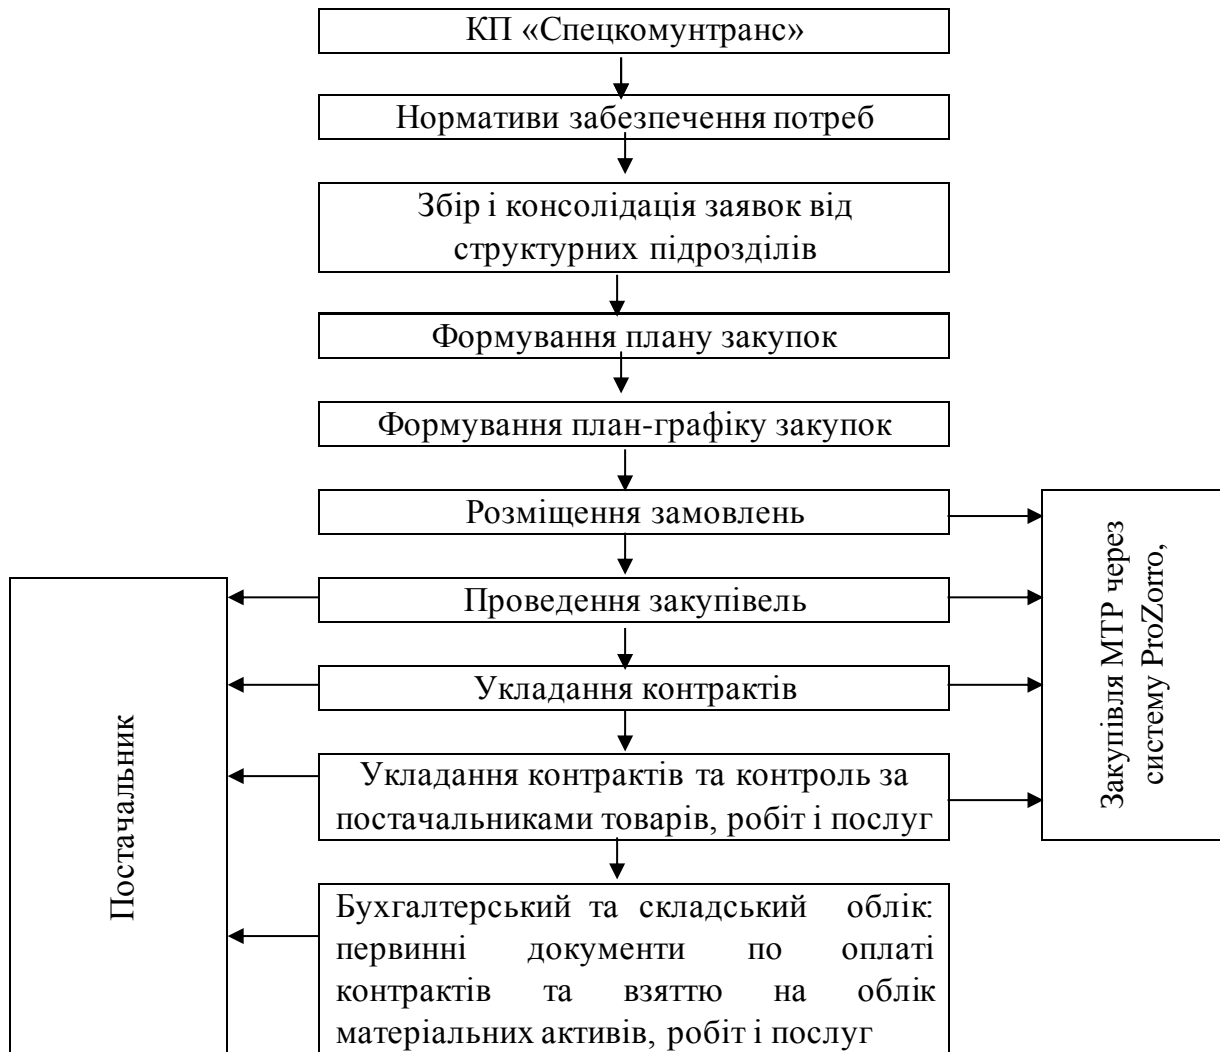 КП «Спецкомунтранс»
Нормативи забезпечення потреб
Збір і консолідація заявок від
структурних підрозділів
Формування плану закупок
Формування план-графіку закупок
Розміщення замовлень
Проведення закупівель
Укладання контрактів
Укладання контрактів та контроль за
постачальниками товарів, робіт і послуг
Бухгалтерський та складський облік:
первинні документи по оплаті
контрактів та взяттю на облік
матеріальних активів, робіт і послуг
Постачальник
Закупівля МТР через
систему ProZorro,